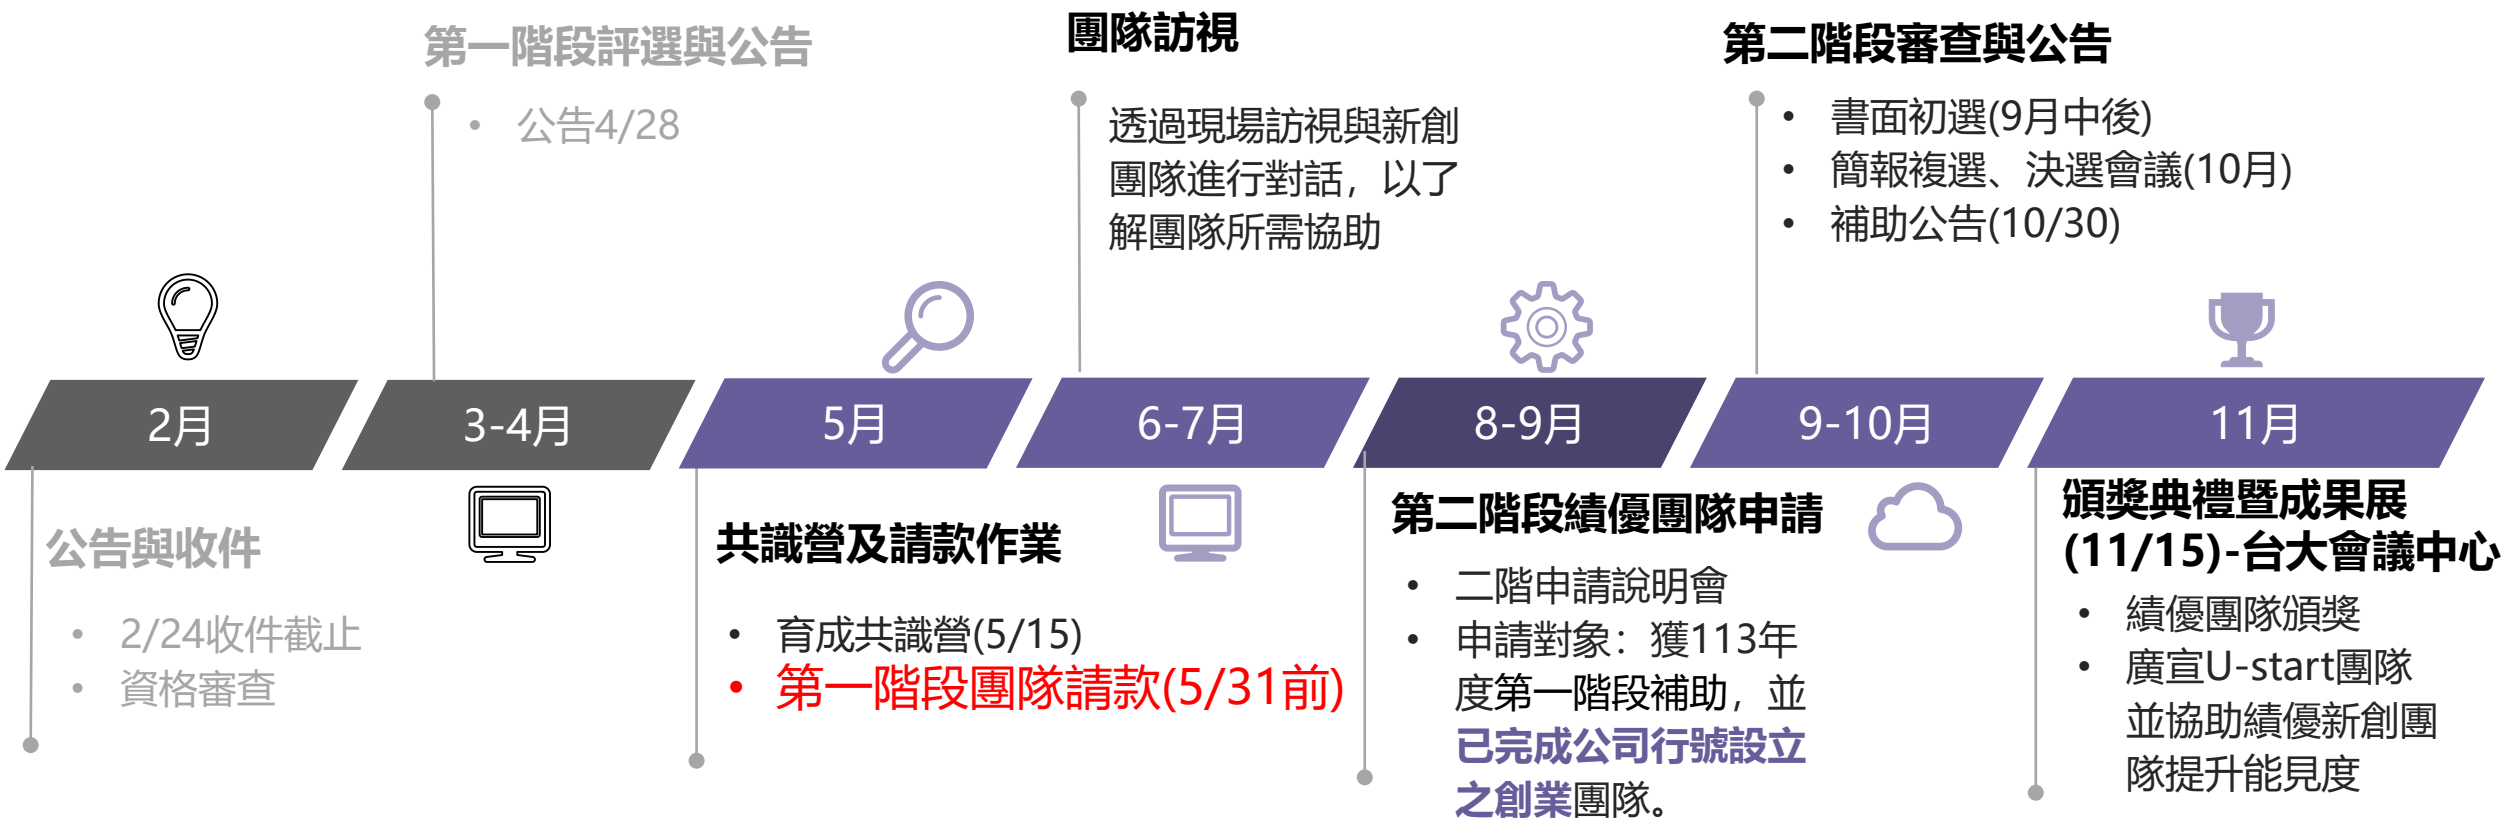 第一階段評選與公告
• 公告4/28
團隊訪視
透過現場訪視與新創
團隊進行對話，以了
解團隊所需協助
第二階段審查與公告
• 書面初選(9月中後)
• 簡報複選、決選會議(10月)
• 補助公告(10/30)
2月
3-4月
5月
6-7月
8-9月
9-10月
11月
公告與收件
• 2/24收件截止
• 資格審查
共識營及請款作業
• 育成共識營(5/15)
• 第一階段團隊請款(5/31前)
第二階段績優團隊申請
• 二階申請說明會
• 申請對象：獲113年
度第一階段補助，並
已完成公司行號設立
之創業團隊。
頒獎典禮暨成果展
(11/15)-台大會議中心
• 績優團隊頒獎
• 廣宣U-start團隊
並協助績優新創團
隊提升能見度